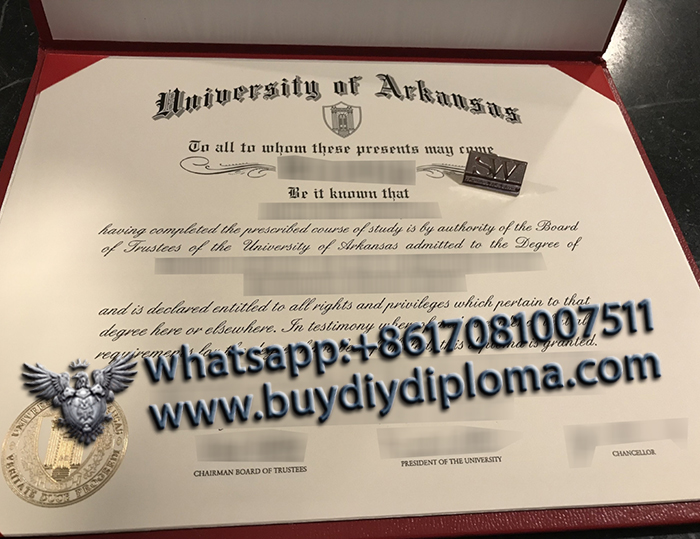 University of Arkansas
To all to whom these presents may come
SW
Be it known that
having completed the prescribed course of study is by authority of the Board
of Trustees of the University of Arkansas admitted to the Degree of
and is declared entitled to all rights and privileges which pertain to that
degree here or elsewhere. In testimony
this diploma is granted.
whatsapp:+8617081007511
www.buydiydiploma.com
CHAIRMAN BOARD OF TRUSTEES
PRESIDENT OF THE UNIVERSITY
CHANCELLOR